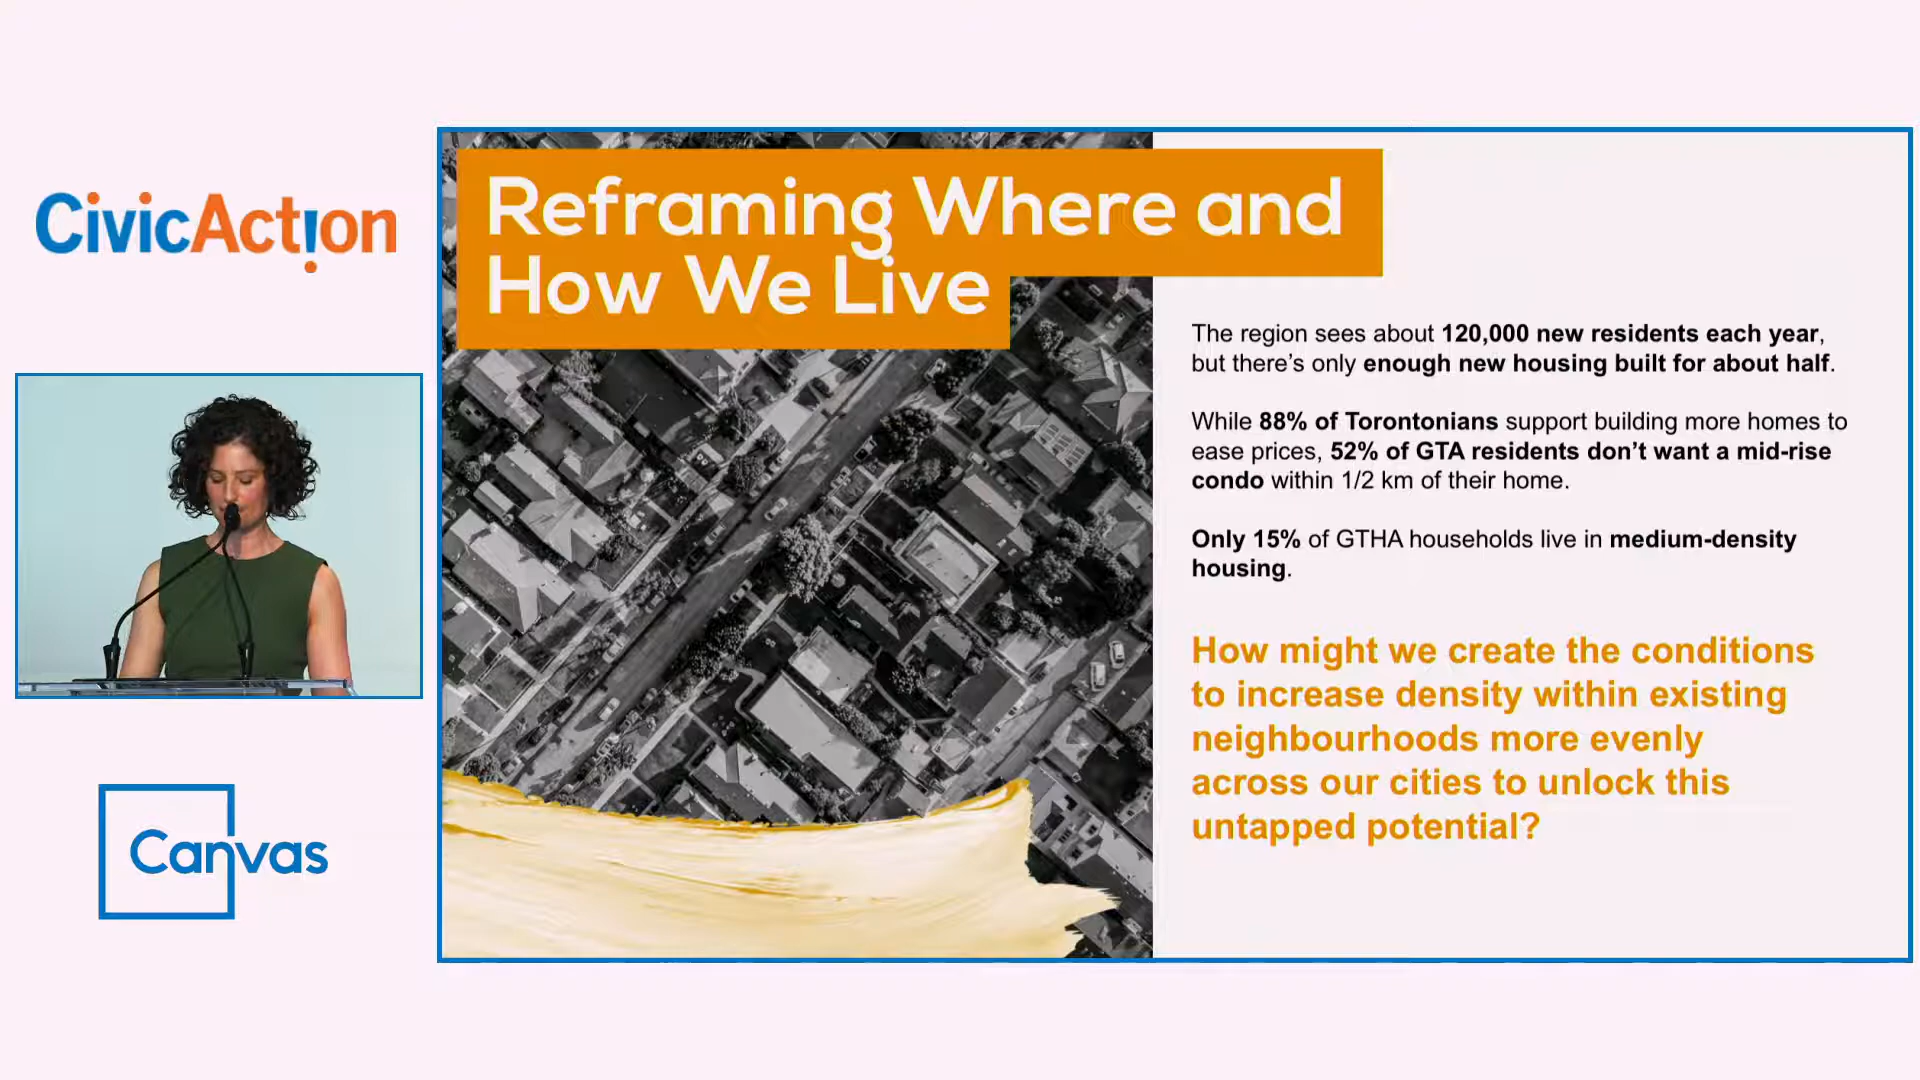 CivicAction
Canvas
Reframing Where and
How We Live
The region sees about 120,000 new residents each year,
but there’s only enough new housing built for about half.
While 88% of Torontonians support building more homes to
ease prices, 52% of GTA residents don’t want a mid-rise
condo within 1/2 km of their home.
Only 15% of GTHA households live in medium-density
housing.
How might we create the conditions
to increase density within existing
neighbourhoods more evenly
across our cities to unlock this
untapped potential?